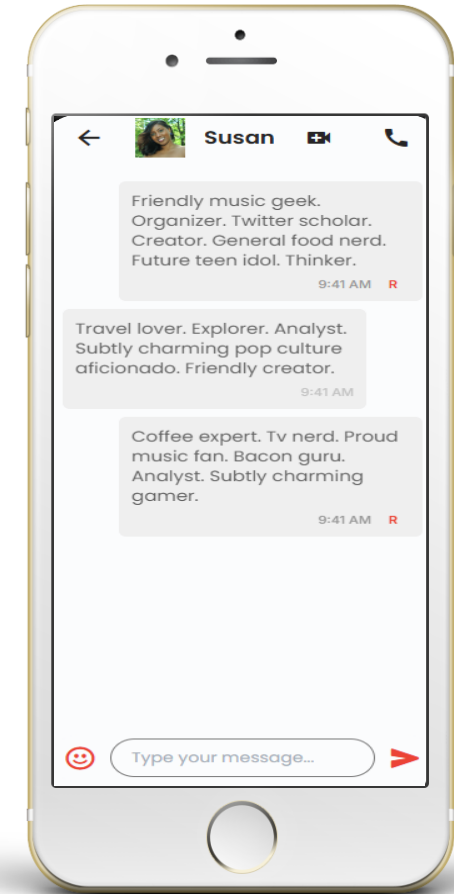 Susan
Friendly music geek.
Organizer. Twitter scholar.
Creator. General food nerd.
Future teen idol. Thinker.
9:41 AM R
Travel lover. Explorer. Analyst.
Subtly charming pop culture
aficionado. Friendly creator.
9:41 AM
Coffee expert. Tv nerd. Proud
music fan. Bacon guru.
Analyst. Subtly charming
gamer.
9:41 AM R
Type your message...